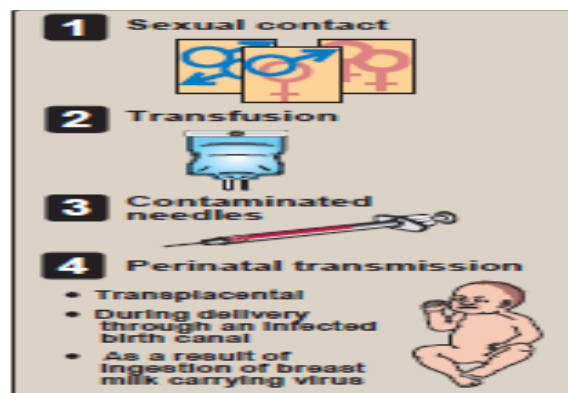 1 Sexual contact
2 Transfusion
3 Contaminated
needles
4 Perinatal transmission
• Transplacental
• During delivery
through an infected
birth canal
• As a result of
ingestion of breast
milk carrying virus